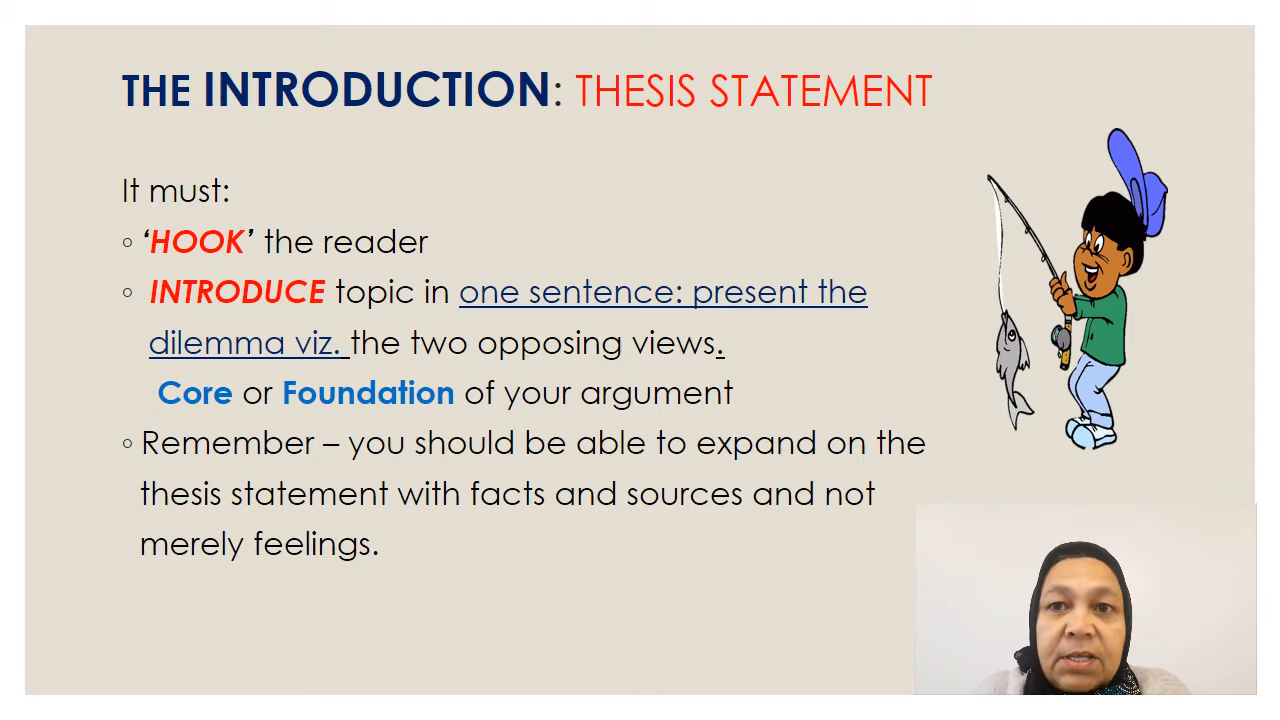 THE INTRODUCTION: THESIS STATEMENT
It must:
◦ ‘HOOK’ the reader
◦ INTRODUCE topic in one sentence: present the
dilemma viz. the two opposing views.
Core or Foundation of your argument
◦ Remember – you should be able to expand on the
thesis statement with facts and sources and not
merely feelings.